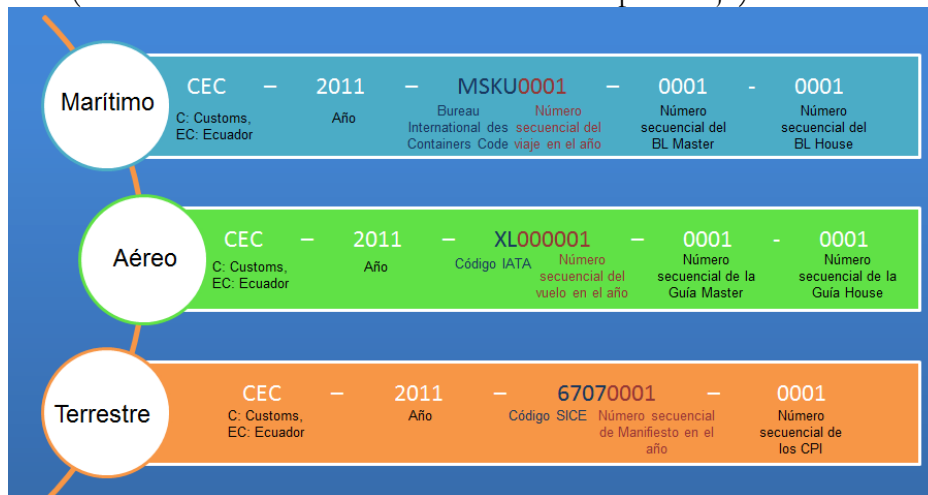 Marítimo
CEC – 2011 – MSKU0001 – 0001 - 0001
C: Customs,
EC: Ecuador
Año
Bureau
International des
Containers Code
Número
secuencial del
viaje en el año
Número
secuencial del
BL Master
Número
secuencial del
BL House
Aéreo
CEC – 2011 – XL000001 – 0001 - 0001
C: Customs,
EC: Ecuador
Año
Código IATA
Número
secuencial del
vuelo en el año
Número
secuencial de la
Guía Master
Número
secuencial de la
Guía House
Terrestre
CEC – 2011 – 67070001 – 0001
C: Customs,
EC: Ecuador
Año
Código SICE
Número secuencial
de Manifiesto en el
año
Número
secuencial de
los CPI